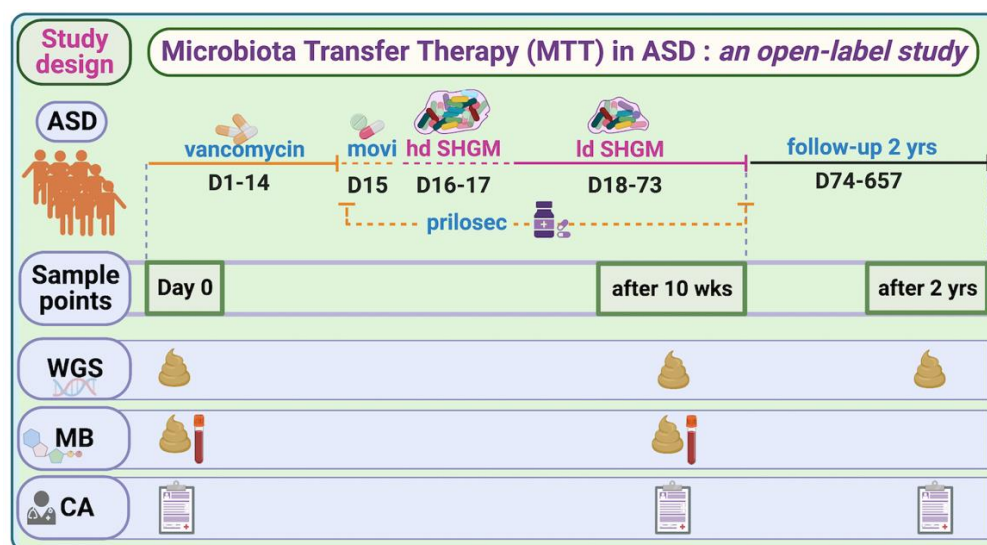 Study
design
Microbiota Transfer Therapy (MTT) in ASD : an open-label study
ASD
vancomycin
movi
hd SHGM
ld SHGM
follow-up 2 yrs
D1-14
D15
D16-17
D18-73
D74-657
prilosec
Sample
points
Day 0
after 10 wks
after 2 yrs
WGS
MB
CA